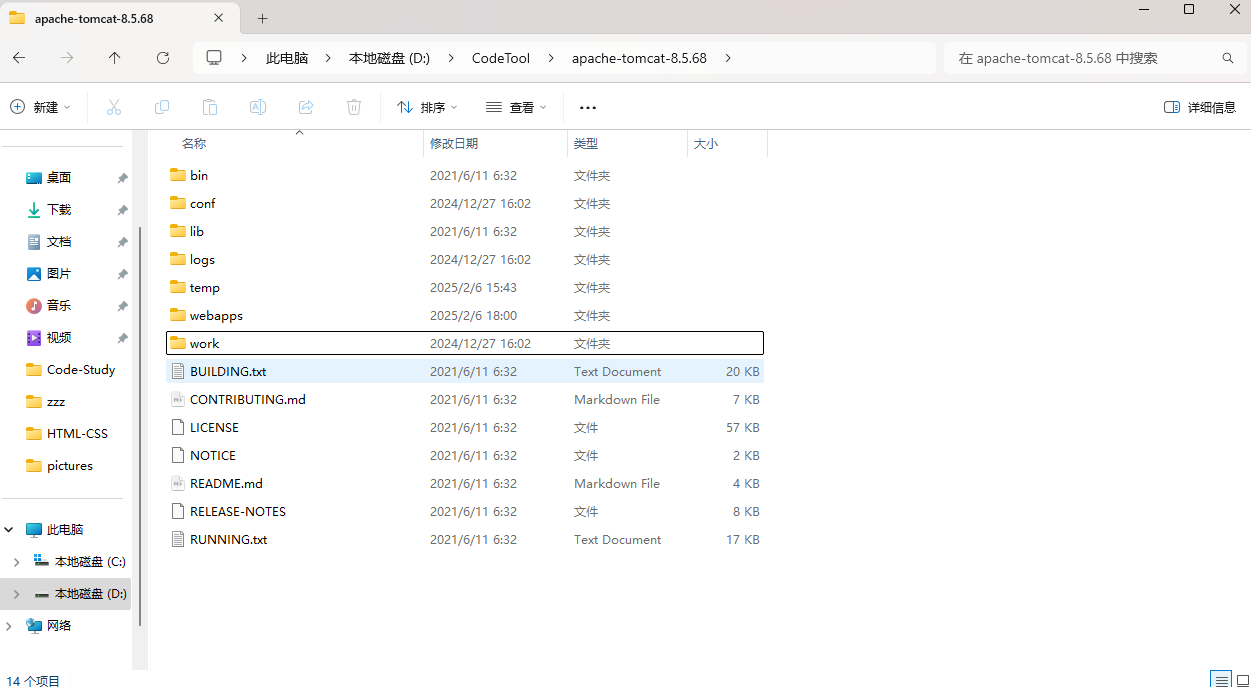 apache-tomcat-8.5.68
此电脑 本地磁盘 (D:) CodeTool apache-tomcat-8.5.68 在 apache-tomcat-8.5.68 中搜索
新建 排序 查看 详细信息
名称 修改日期 类型 大小
桌面
下载
文档
图片
音乐
视频
Code-Study
zzz
HTML-CSS
pictures
此电脑
本地磁盘 (C:)
本地磁盘 (D:)
网络
bin 2021/6/11 6:32 文件夹
conf 2024/12/27 16:02 文件夹
lib 2021/6/11 6:32 文件夹
logs 2024/12/27 16:02 文件夹
temp 2025/2/6 15:43 文件夹
webapps 2025/2/6 18:00 文件夹
work 2024/12/27 16:02 文件夹
BUILDING.txt 2021/6/11 6:32 Text Document 20 KB
CONTRIBUTING.md 2021/6/11 6:32 Markdown File 7 KB
LICENSE 2021/6/11 6:32 文件 57 KB
NOTICE 2021/6/11 6:32 文件 2 KB
README.md 2021/6/11 6:32 Markdown File 4 KB
RELEASE-NOTES 2021/6/11 6:32 文件 8 KB
RUNNING.txt 2021/6/11 6:32 Text Document 17 KB
14 个项目